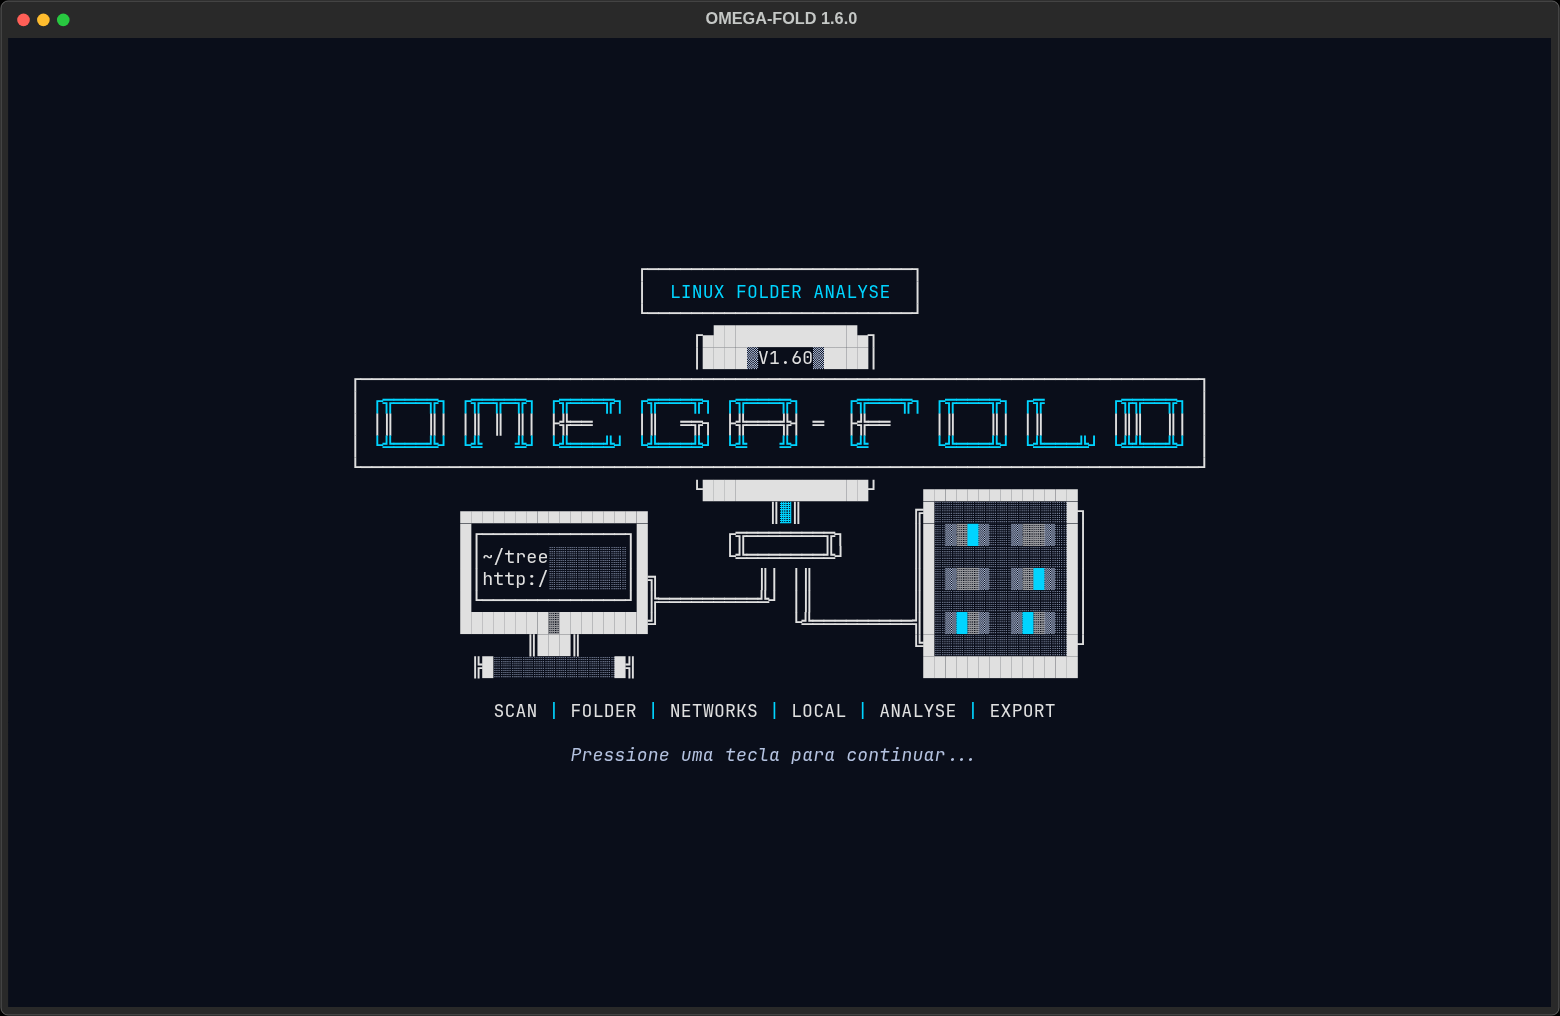 OMEGA-FOLD 1.6.0
LINUX FOLDER ANALYSE
V1.60
OMEGA-FOLD
~/tree
http:/
SCAN | FOLDER | NETWORKS | LOCAL | ANALYSE | EXPORT
Pressione uma tecla para continuar...